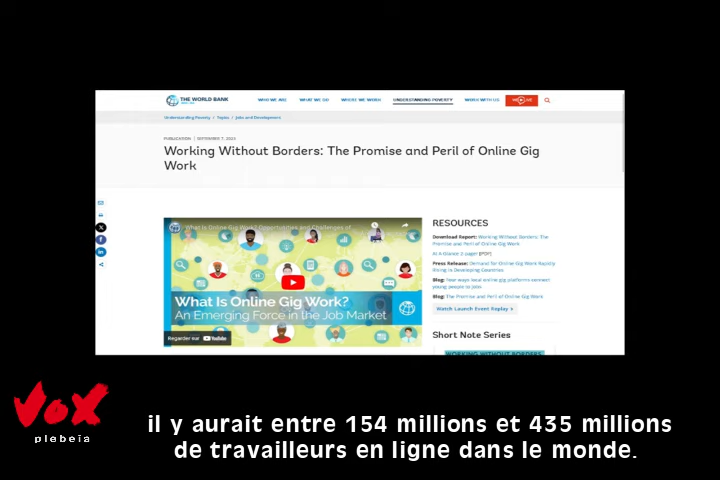 THE WORLD BANK
WHO WE ARE WHAT WE DO WHERE WE WORK UNDERSTANDING POVERTY WORK WITH US
Understanding Poverty / Topics / Jobs and Development
PUBLICATION | SEPTEMBER 7, 2023
Working Without Borders: The Promise and Peril of Online Gig
Work
What Is Online Gig Work? Opportunities and Challenges of
What Is Online Gig Work?
An Emerging Force in the Job Market
Regarder sur YouTube
RESOURCES
Download Report: Working Without Borders: The
Promise and Peril of Online Gig Work
At A Glance 2-pager [PDF]
Press Release: Demand for Online Gig Work Rapidly
Rising in Developing Countries
Blog: Four ways local online gig platforms connect
young people to jobs
Blog: The Promise and Peril of Online Gig Work
Watch Launch Event Replay >
Short Note Series
WORKING WITHOUT BORDERS
Vox
plebeïa
il y aurait entre 154 millions et 435 millions
de travailleurs en ligne dans le monde.